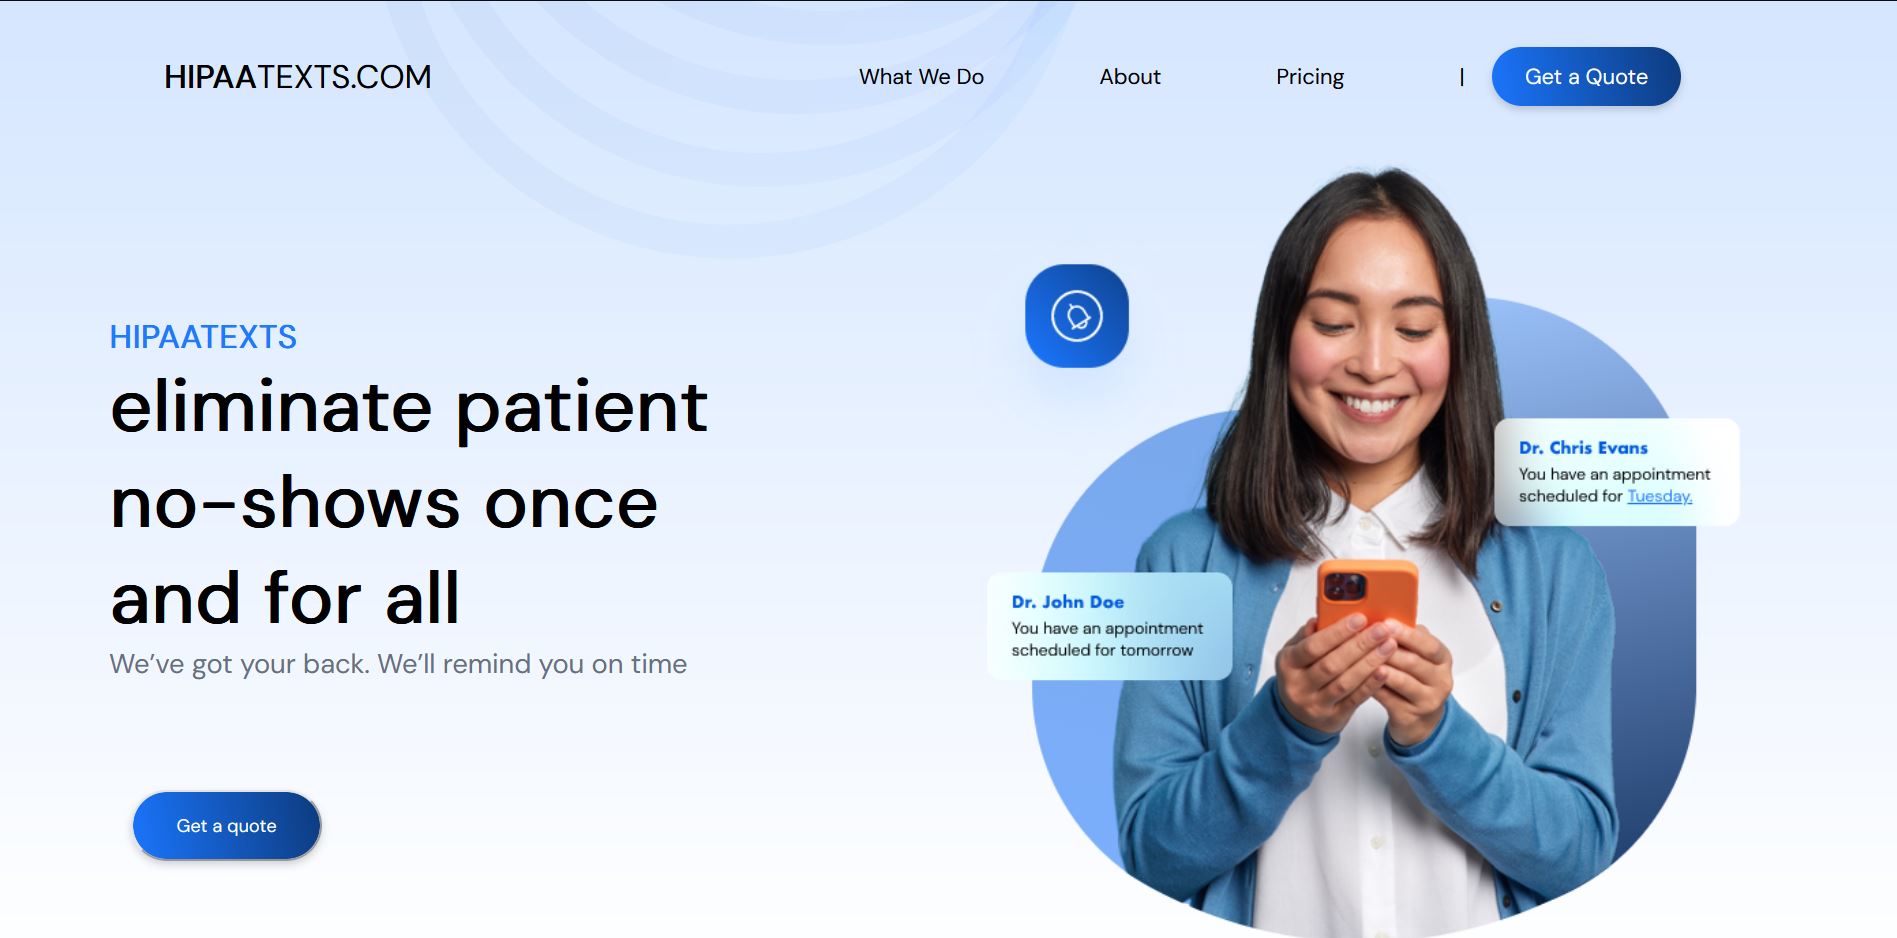 HIPAATEXTS.COM
What We Do
About
Pricing
|
Get a Quote
HIPAATEXTS
eliminate patient
no-shows once
and for all
We’ve got your back. We’ll remind you on time
Get a quote
Dr. Chris Evans
You have an appointment
scheduled for Tuesday.
Dr. John Doe
You have an appointment
scheduled for tomorrow